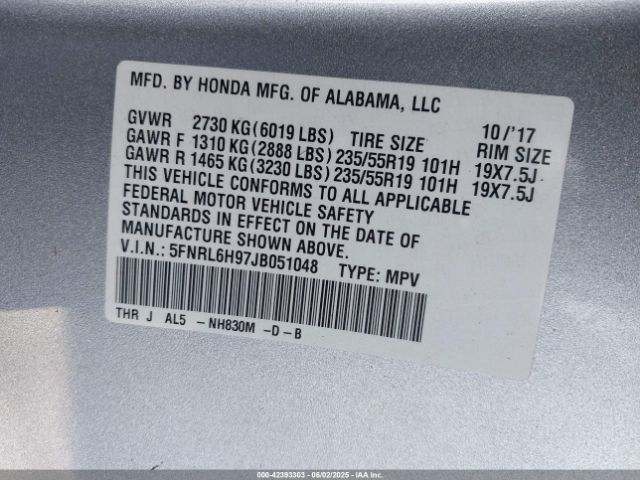 MFD. BY HONDA MFG. OF ALABAMA, LLC
GVWR 2730 KG(6019 LBS) TIRE SIZE 10/'17 RIM SIZE
GAWR F 1310 KG(2888 LBS) 235/55R19 101H 19X7.5J
GAWR R 1465 KG(3230 LBS) 235/55R19 101H 19X7.5J
THIS VEHICLE CONFORMS TO ALL APPLICABLE
FEDERAL MOTOR VEHICLE SAFETY
STANDARDS IN EFFECT ON THE DATE OF
MANUFACTURE SHOWN ABOVE.
V.I.N.: 5FNRL6H97JB051048 TYPE: MPV
THR J AL5 -NH830M -D-B
000-42393303 - 06/02/2025 - IAAI.COM